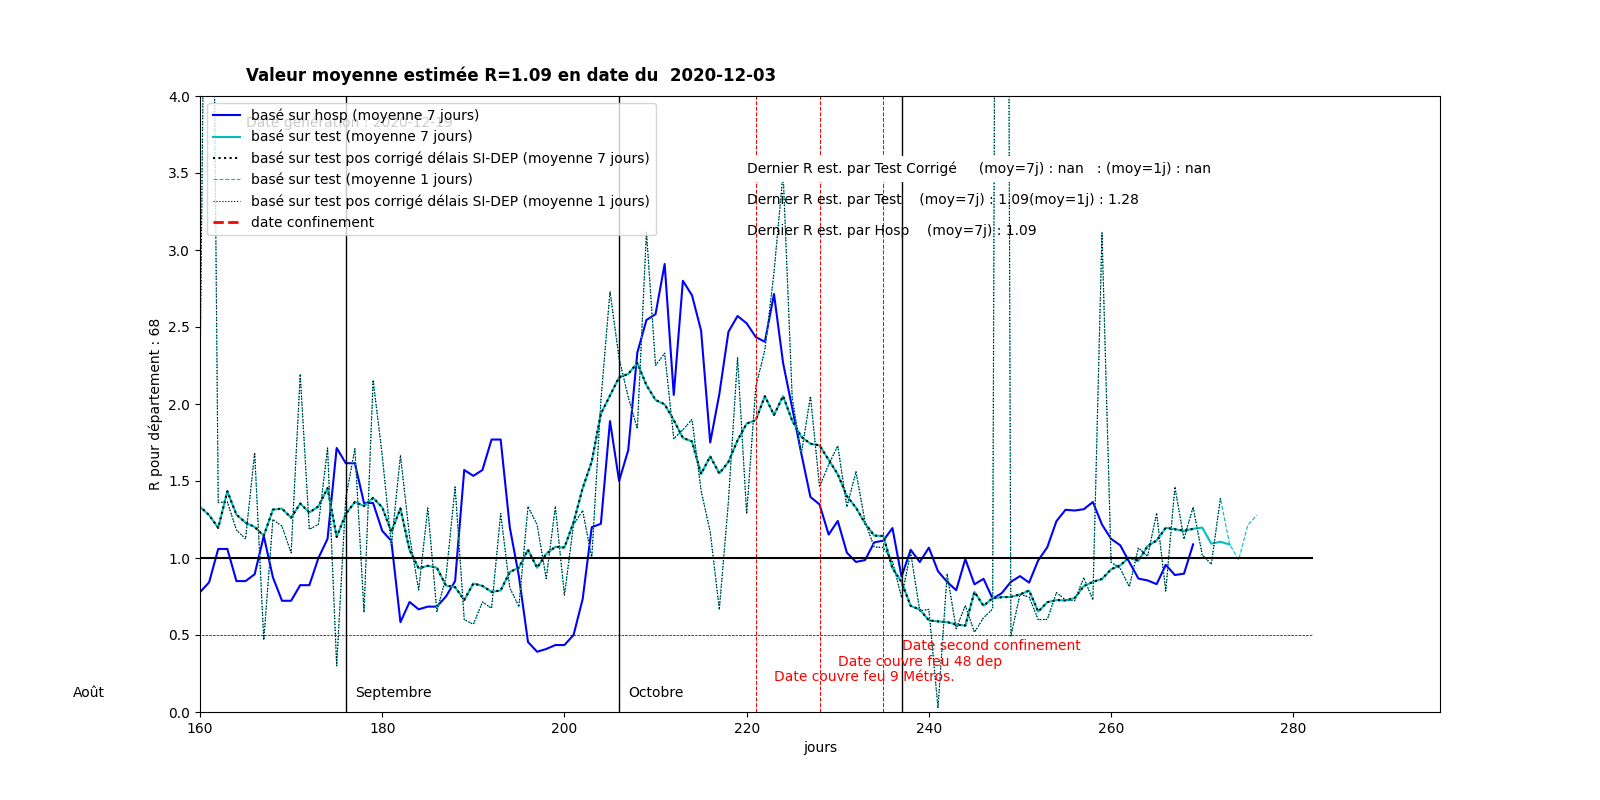 Valeur moyenne estimée R=1.09 en date du  2020-12-03
4.0
3.5
3.0
2.5
2.0
1.5
1.0
0.5
0.0
R pour département : 68
Date génération : 2020-12-15
basé sur hosp (moyenne 7 jours)
basé sur test (moyenne 7 jours)
basé sur test pos corrigé délais SI-DEP (moyenne 7 jours)
basé sur test (moyenne 1 jours)
basé sur test pos corrigé délais SI-DEP (moyenne 1 jours)
date confinement
Dernier R est. par Test Corrigé     (moy=7j) : nan   : (moy=1j) : nan
Dernier R est. par Test    (moy=7j) : 1.09(moy=1j) : 1.28
Dernier R est. par Hosp    (moy=7j) : 1.09
Date second confinement
Date couvre feu 48 dep
Date couvre feu 9 Métros.
Août
Septembre
Octobre
160
180
200
220
240
260
280
jours